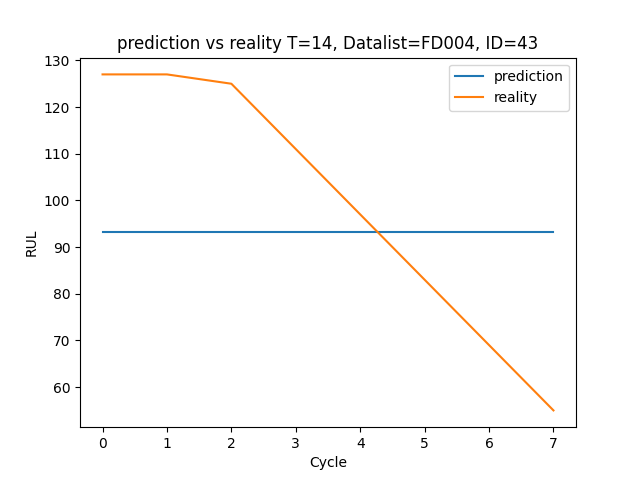 prediction vs reality T=14, Datalist=FD004, ID=43
130
120
110
100
90
80
70
60
RUL
prediction
reality
0 1 2 3 4 5 6 7
Cycle